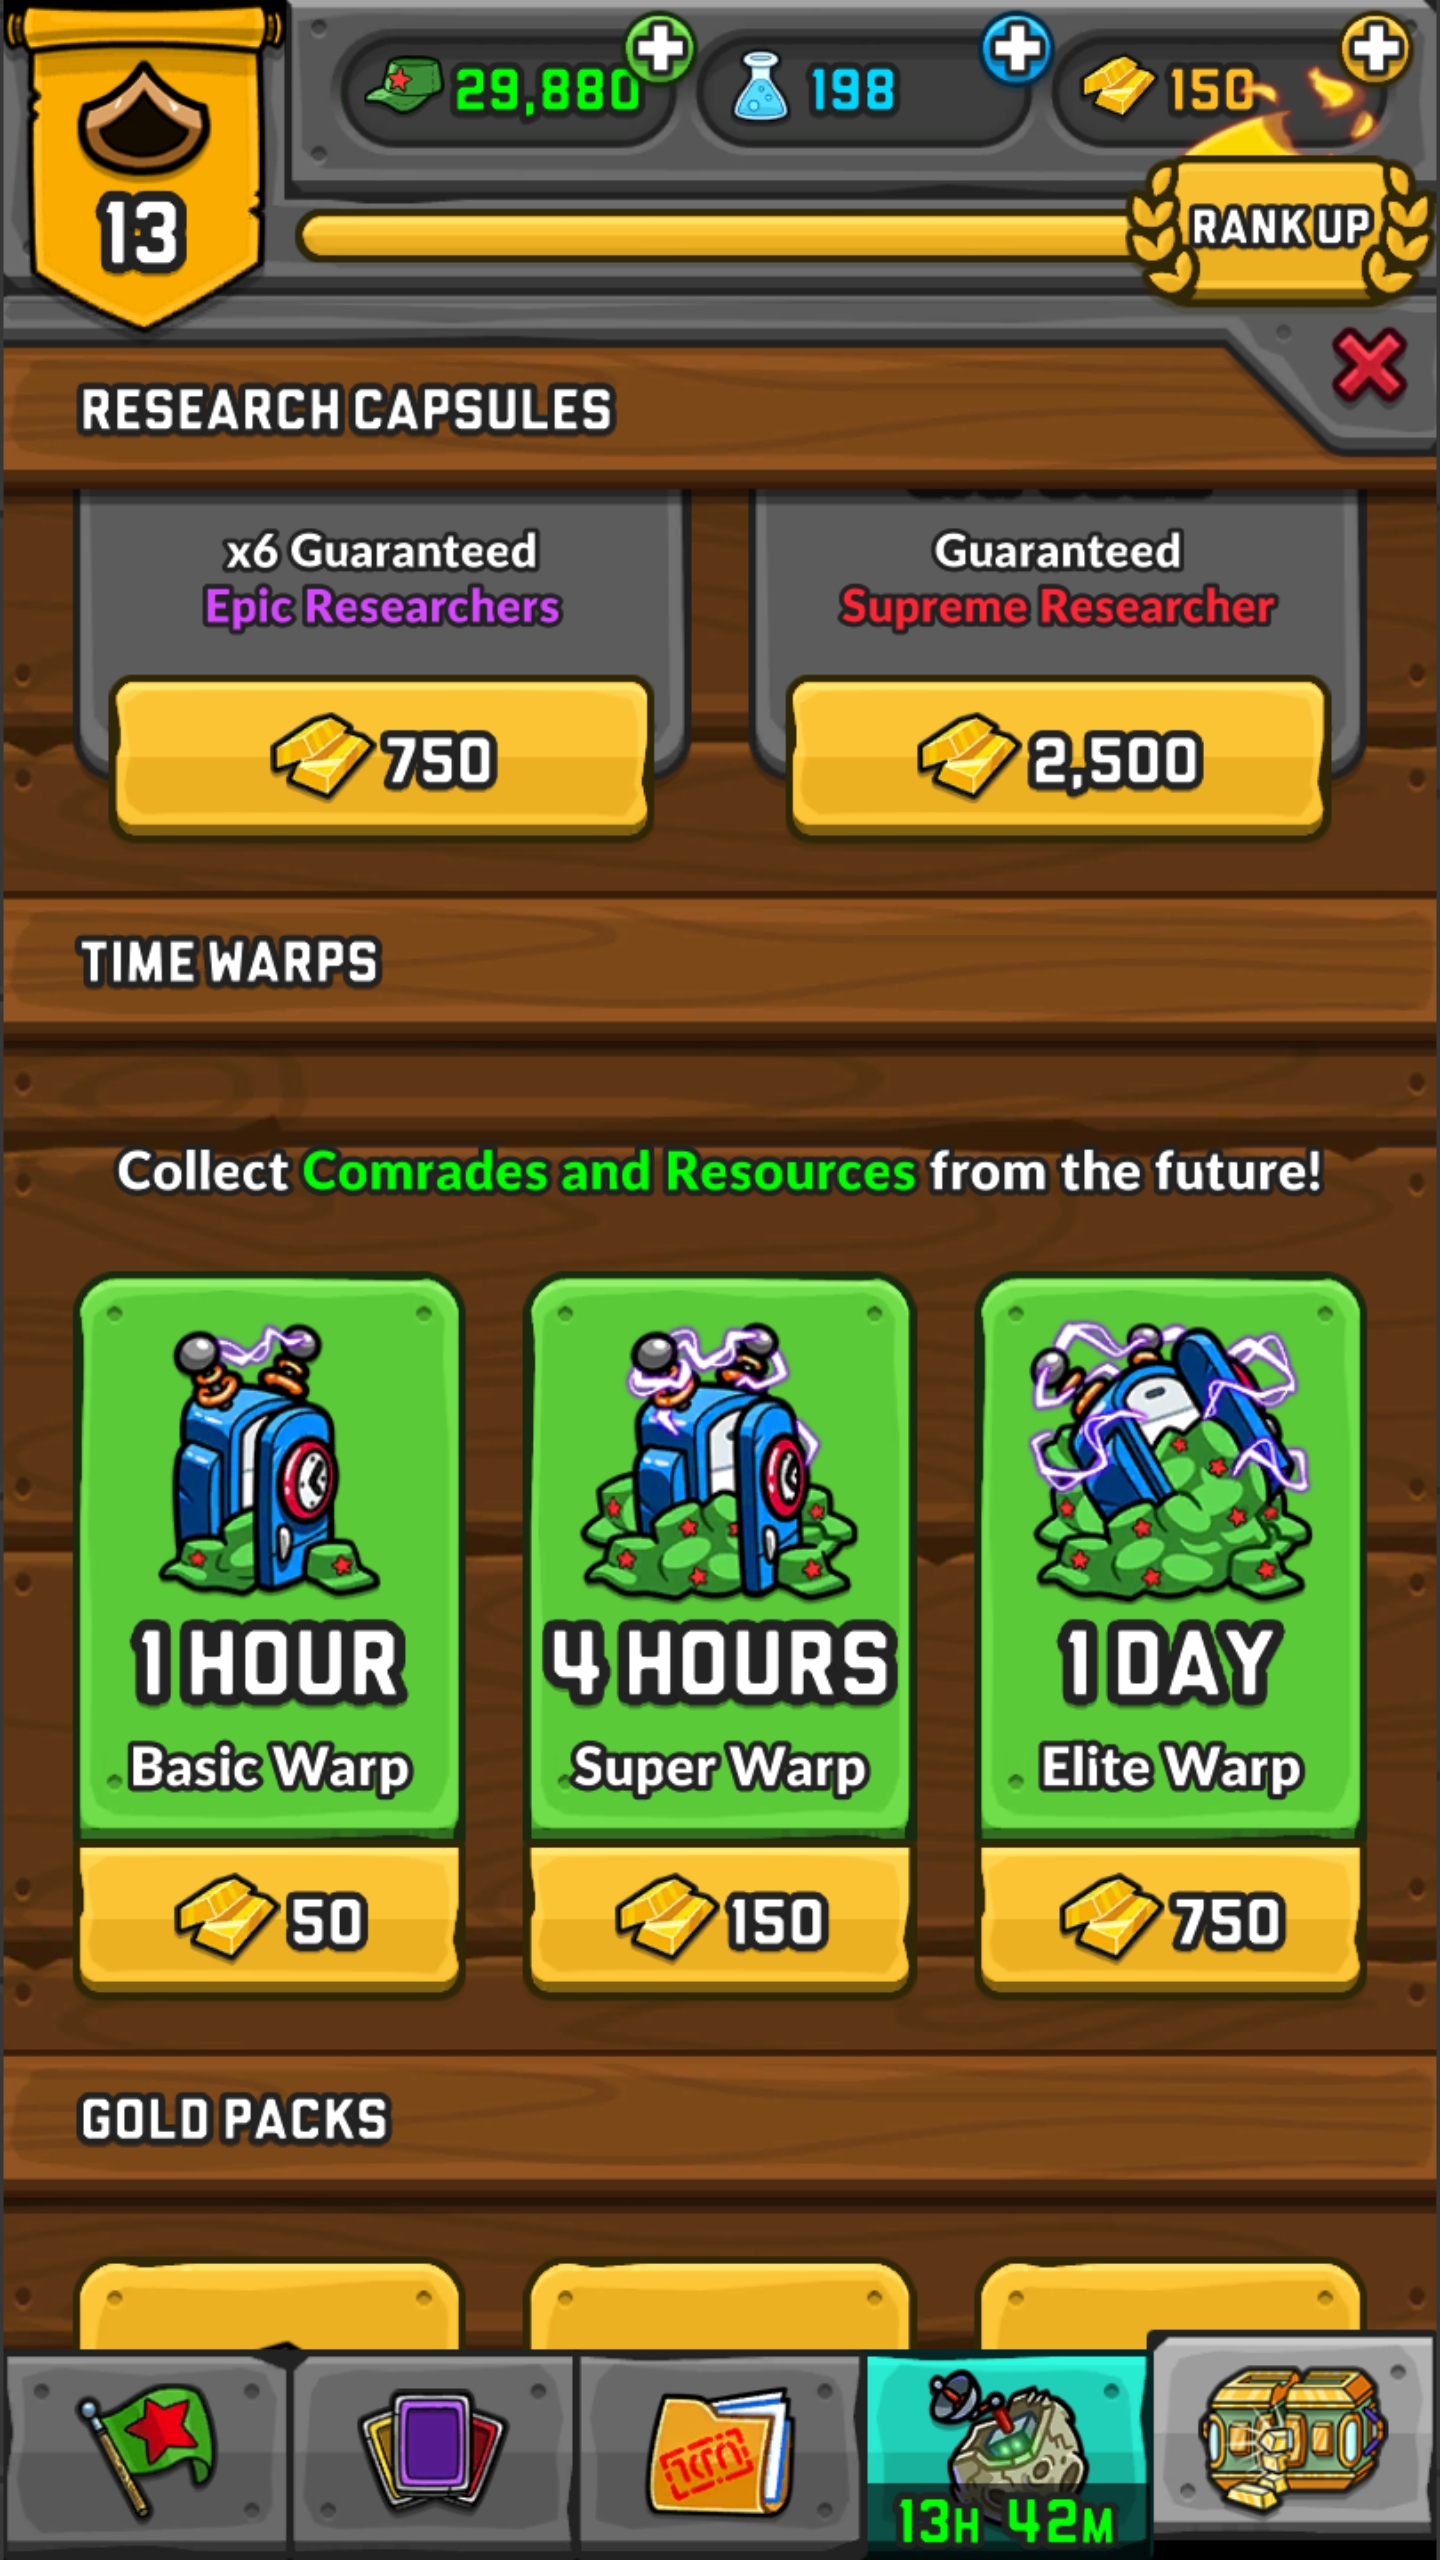 29,880
198
150
13
RANK UP
RESEARCH CAPSULES
x6 Guaranteed
Epic Researchers
Guaranteed
Supreme Researcher
750
2,500
TIME WARPS
Collect Comrades and Resources from the future!
1 HOUR
Basic Warp
4 HOURS
Super Warp
1 DAY
Elite Warp
50
150
750
GOLD PACKS
13H 42M